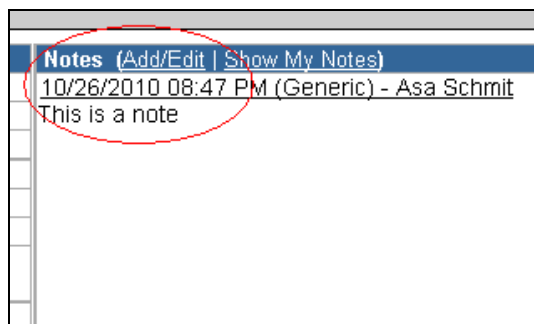 Notes (Add/Edit | Show My Notes)
10/26/2010 08:47 PM (Generic) - Asa Schmit
This is a note